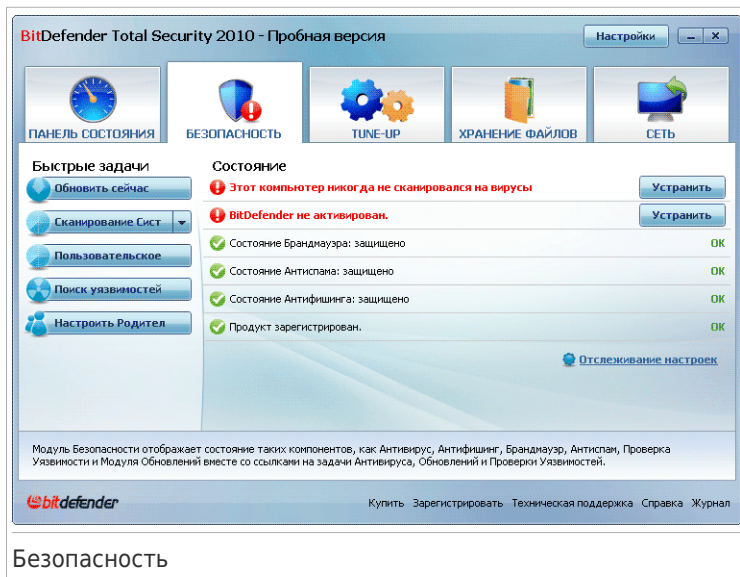 BitDefender Total Security 2010 - Пробная версия
Настройки
ПАНЕЛЬ СОСТОЯНИЯ
БЕЗОПАСНОСТЬ
TUNE-UP
ХРАНЕНИЕ ФАЙЛОВ
СЕТЬ
Быстрые задачи
Обновить сейчас
Сканирование Сист
Пользовательское
Поиск уязвимостей
Настроить Родител
Состояние
Этот компьютер никогда не сканировался на вирусы
Устранить
BitDefender не активирован.
Устранить
Состояние Брандмауэра: защищено
OK
Состояние Антиспама: защищено
OK
Состояние Антифишинга: защищено
OK
Продукт зарегистрирован.
OK
Отслеживание настроек
Модуль Безопасности отображает состояние таких компонентов, как Антивирус, Антифишинг, Брандмауэр, Антиспам, Проверка
Уязвимости и Модуля Обновлений вместе со ссылками на задачи Антивируса, Обновлений и Проверки Уязвимостей.
bitdefender
Купить Зарегистрировать Техническая поддержка Справка Журнал
Безопасность